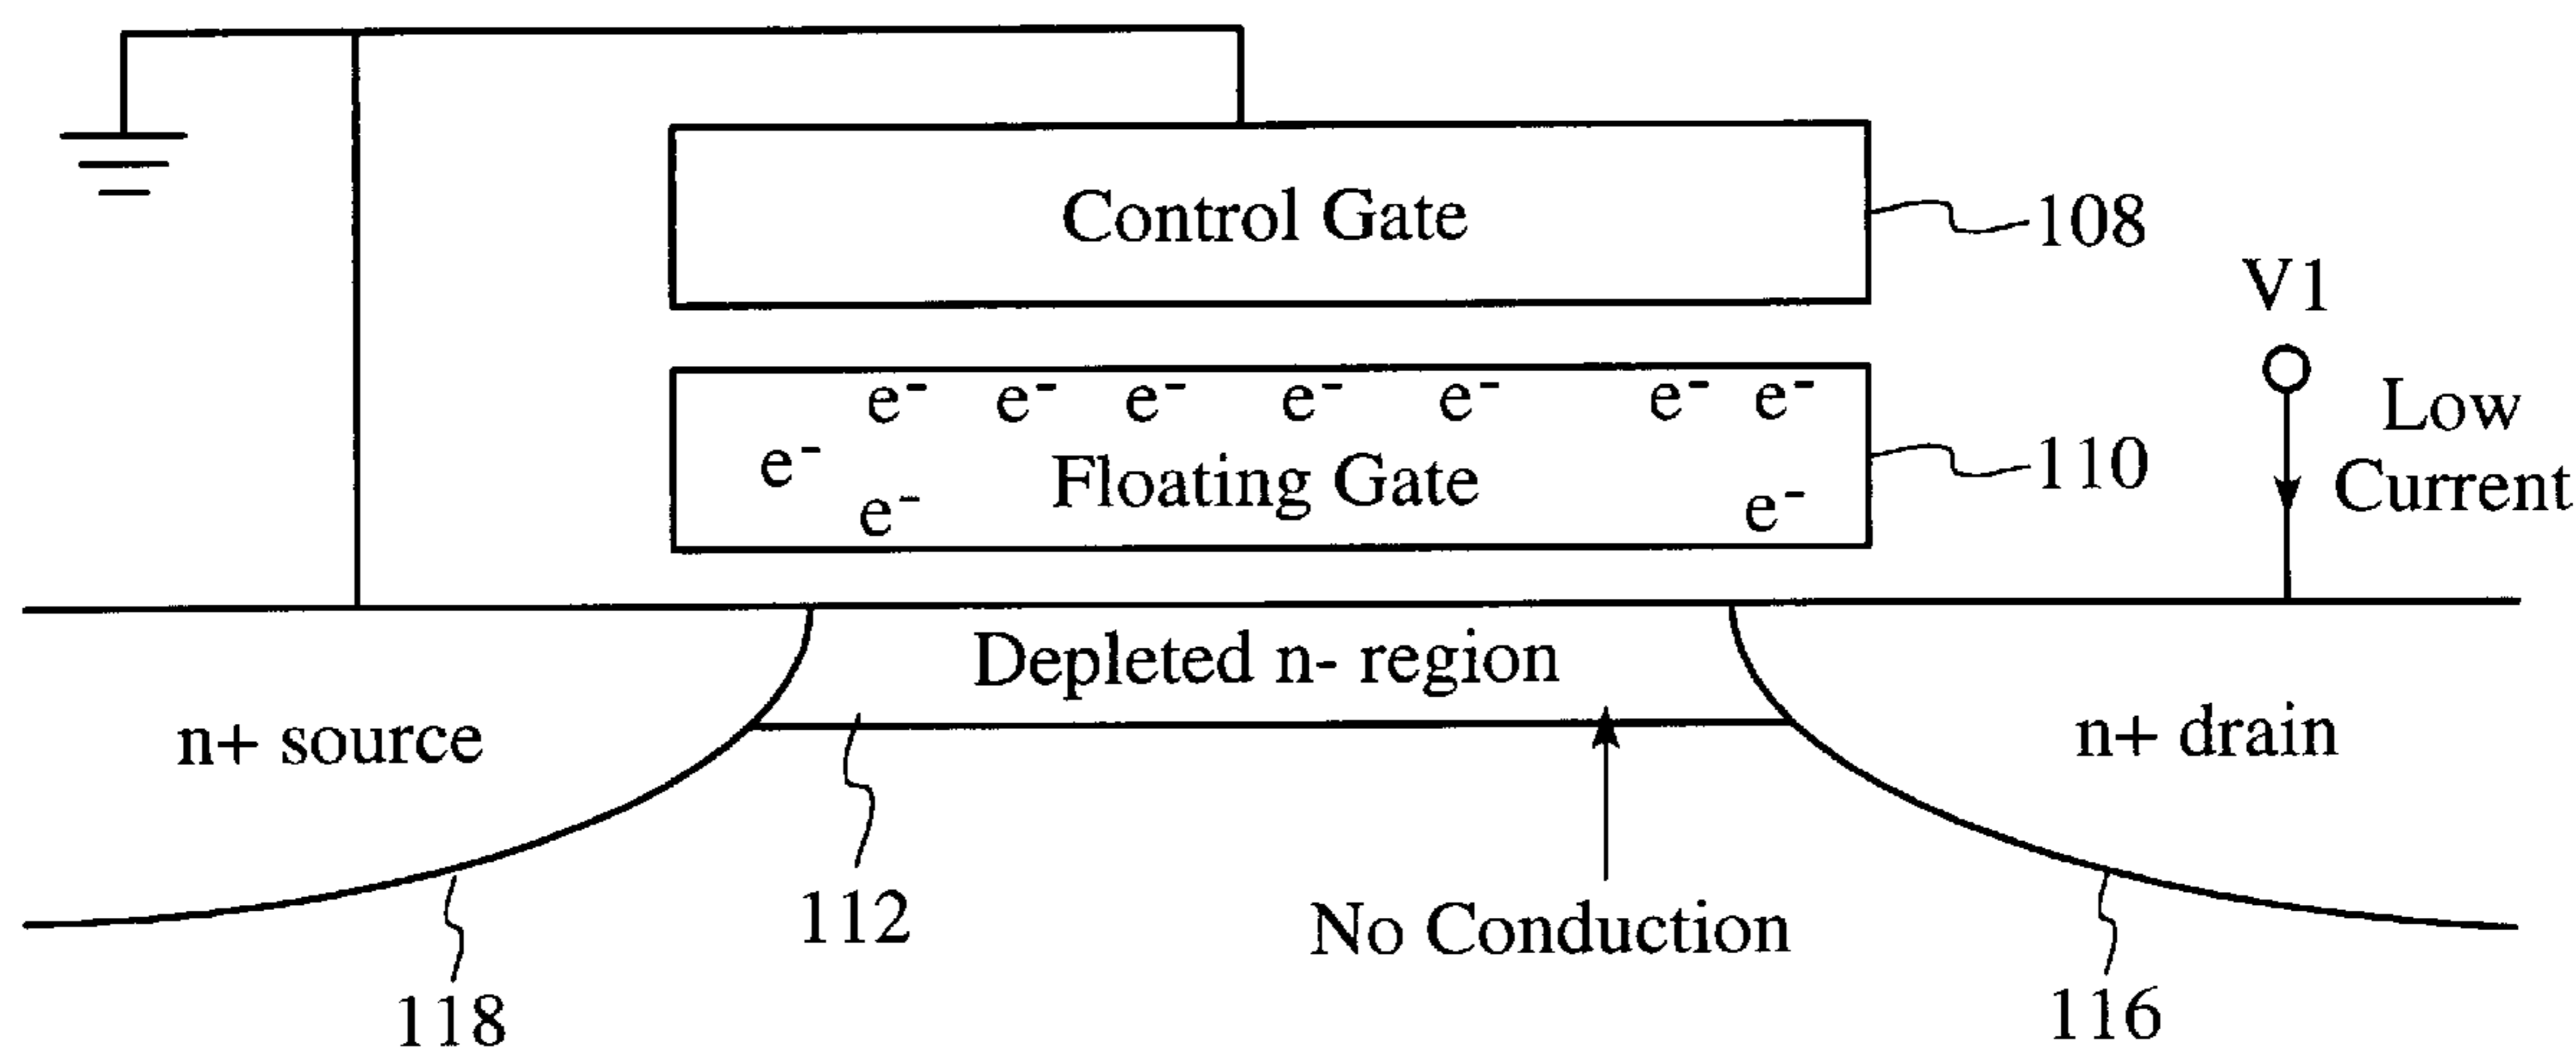 Control Gate
108
V1
e- e- e- e- e- e- e-
Low
Current
e-
Floating Gate
110
e-
e-
Depleted n- region
n+ source
n+ drain
112
No Conduction
118
116